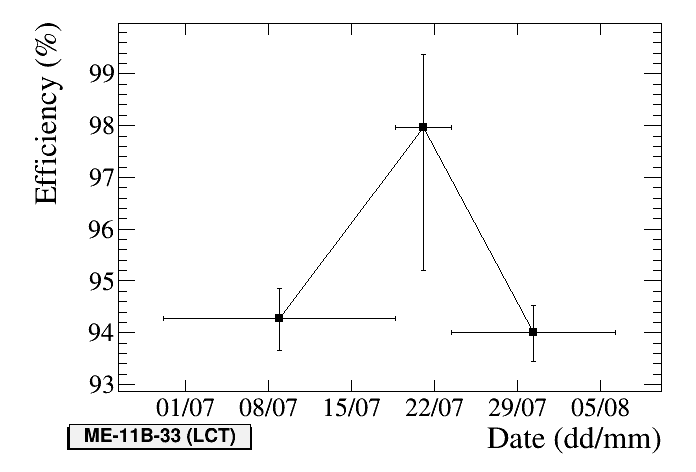 Efficiency (%)
99
98
97
96
95
94
93
01/07 08/07 15/07 22/07 29/07 05/08
ME-11B-33 (LCT)
Date (dd/mm)